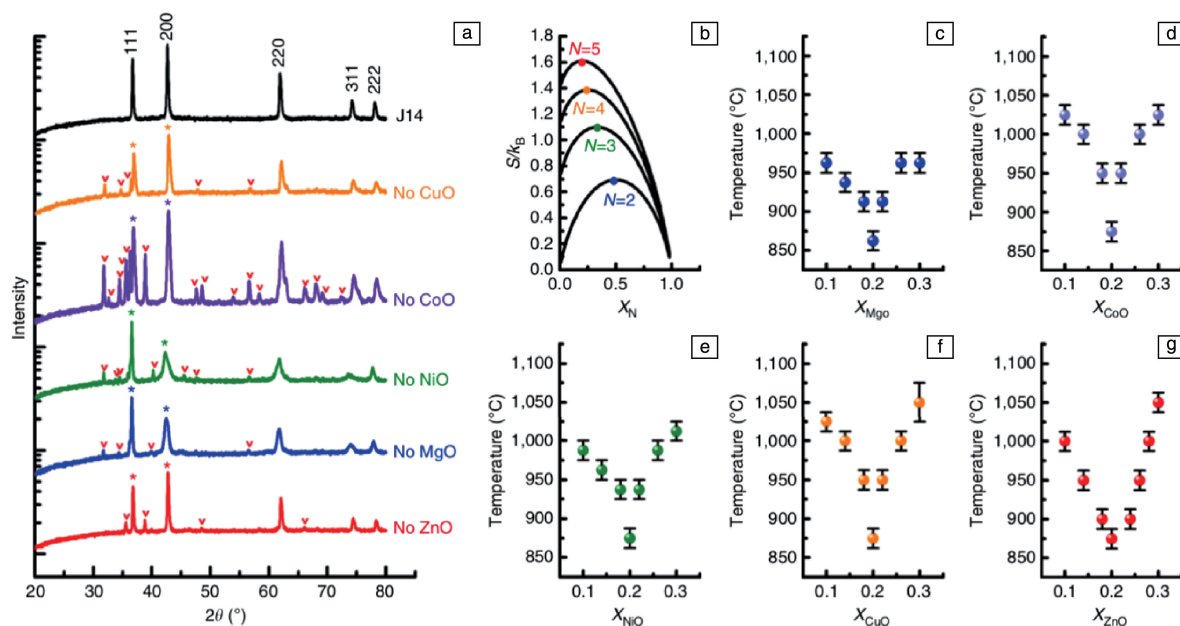 a
111
200
220
311
222
J14
No CuO
No CoO
No NiO
No MgO
No ZnO
Intensity
20 30 40 50 60 70 80
2θ (°)
b
1.8
1.6
1.4
1.2
1.0
0.8
0.6
0.4
0.2
0.0
S/kB
N=5
N=4
N=3
N=2
0.0 0.5 1.0
XN
c
1,100
1,050
1,000
950
900
850
Temperature (°C)
0.1 0.2 0.3
XMgo
d
1,100
1,050
1,000
950
900
850
Temperature (°C)
0.1 0.2 0.3
XCoO
e
1,100
1,050
1,000
950
900
850
Temperature (°C)
0.1 0.2 0.3
XNiO
f
1,100
1,050
1,000
950
900
850
Temperature (°C)
0.1 0.2 0.3
XCuO
g
1,100
1,050
1,000
950
900
850
Temperature (°C)
0.1 0.2 0.3
XZnO